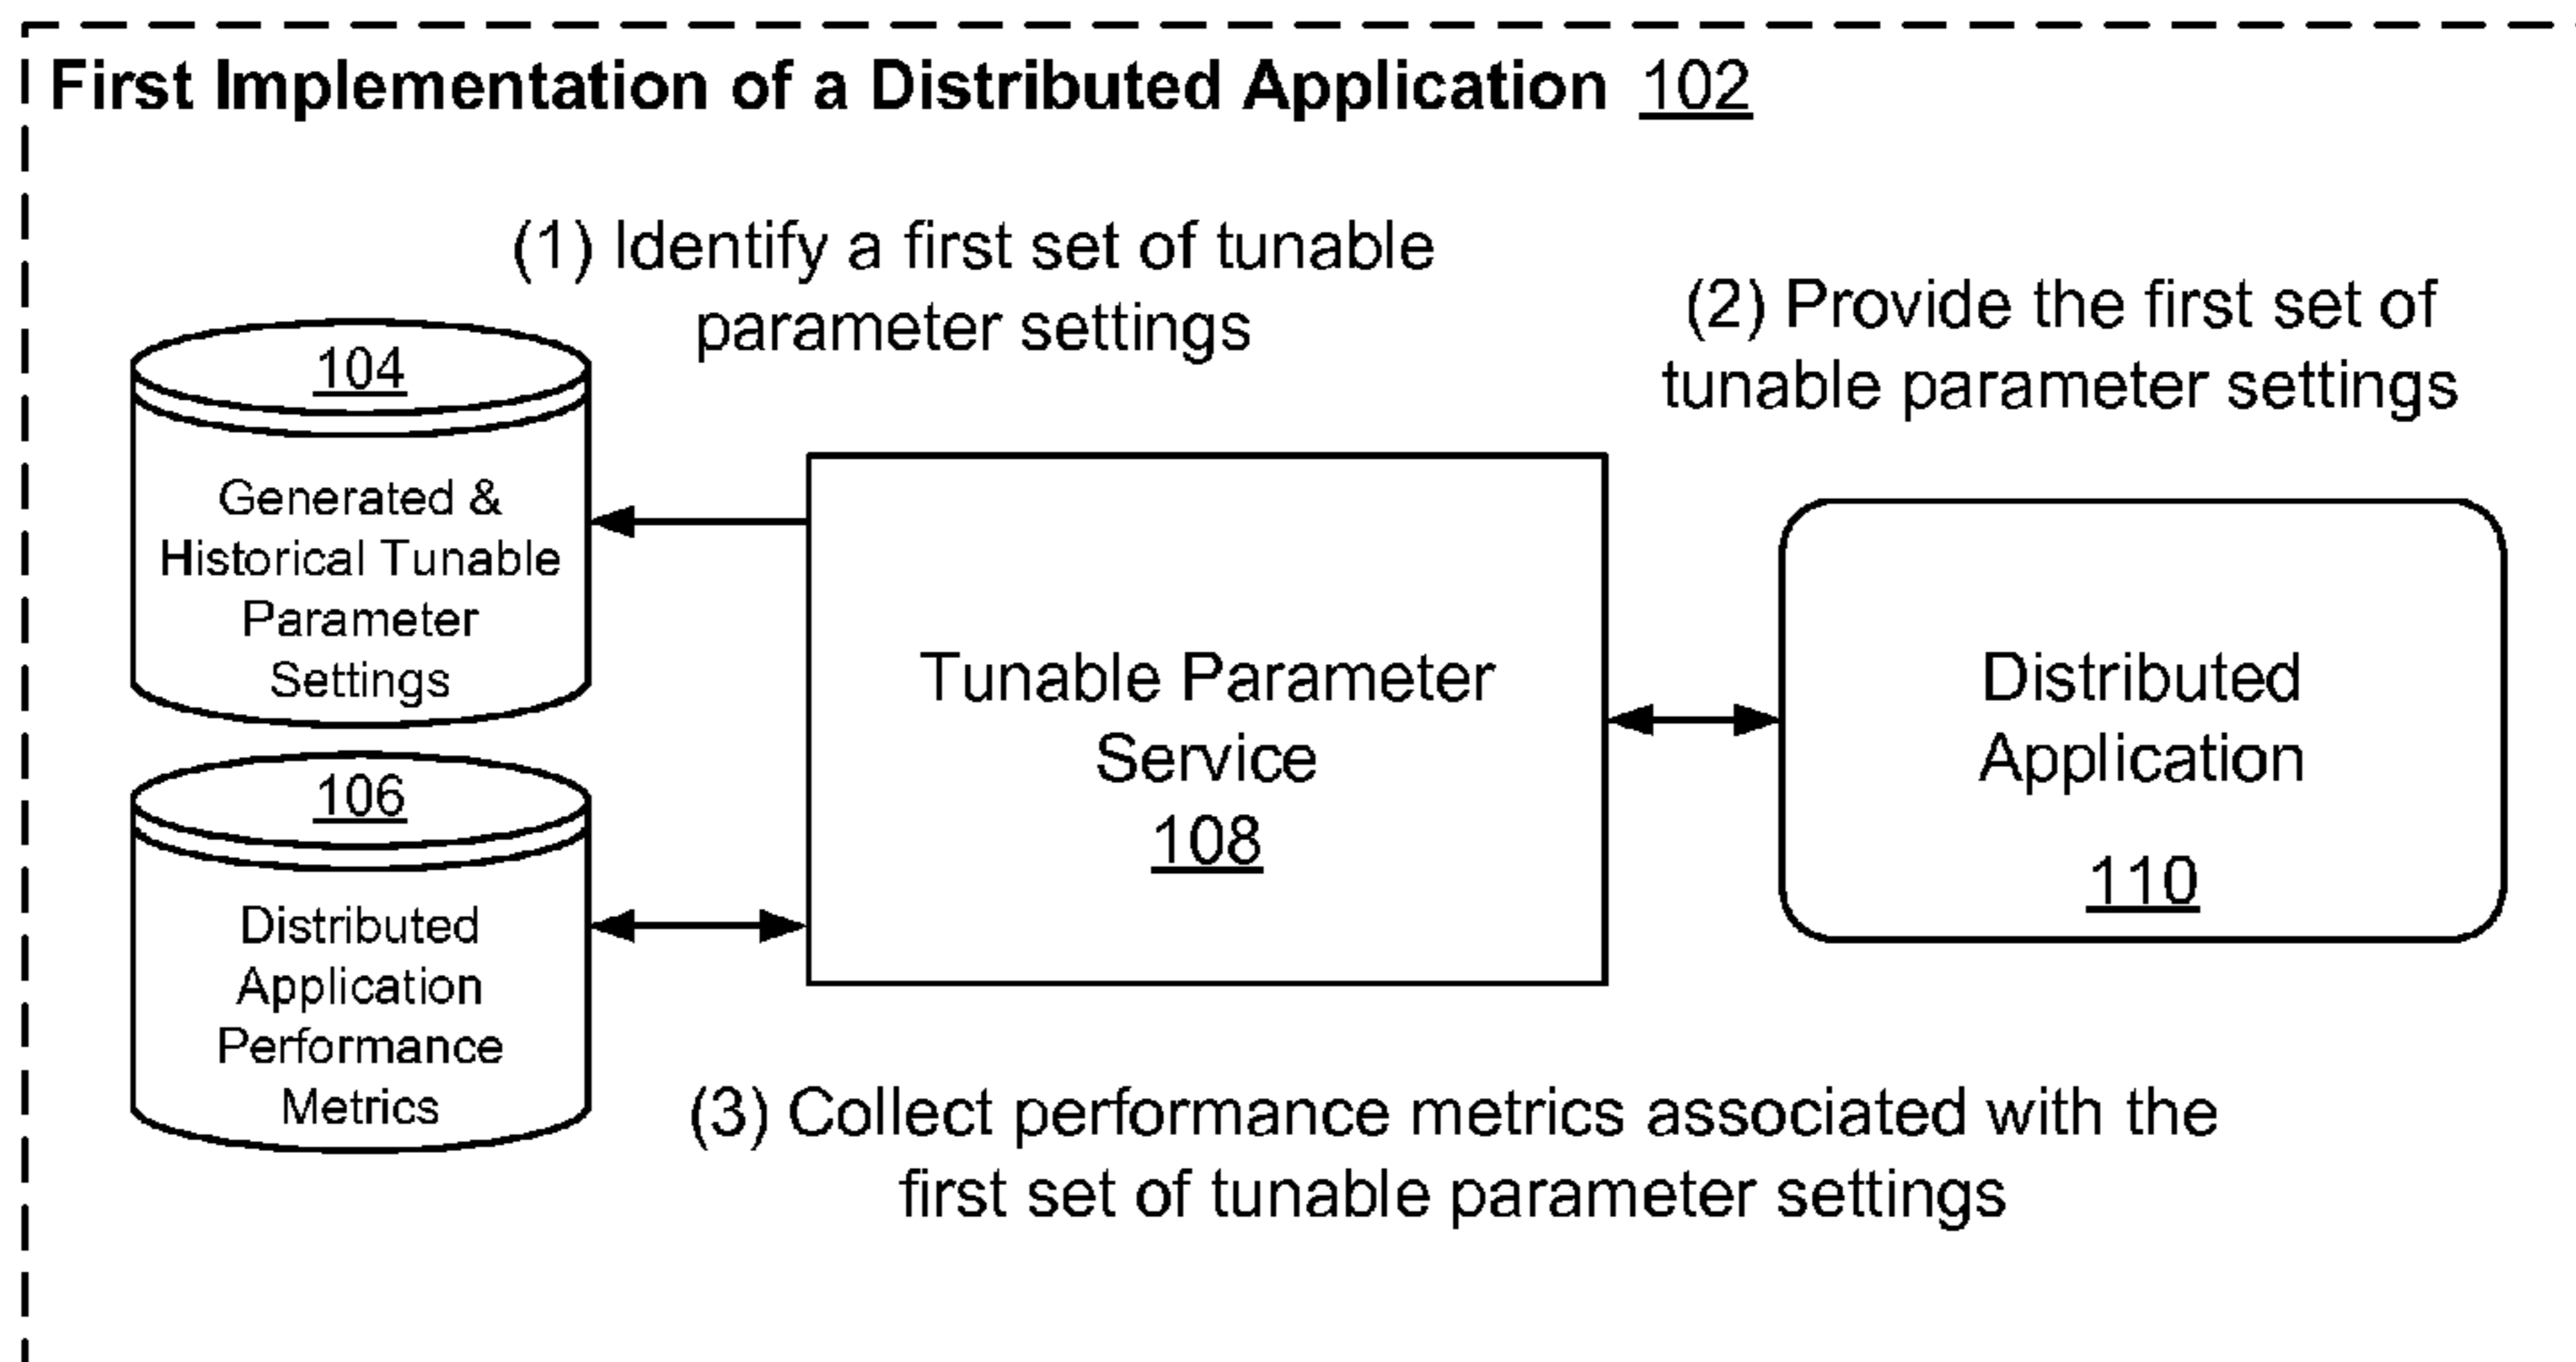 First Implementation of a Distributed Application 102
(1) Identify a first set of tunable
parameter settings
(2) Provide the first set of
tunable parameter settings
104
Generated &
Historical Tunable
Parameter
Settings
Tunable Parameter
Service
108
Distributed
Application
110
106
Distributed
Application
Performance
Metrics
(3) Collect performance metrics associated with the
first set of tunable parameter settings